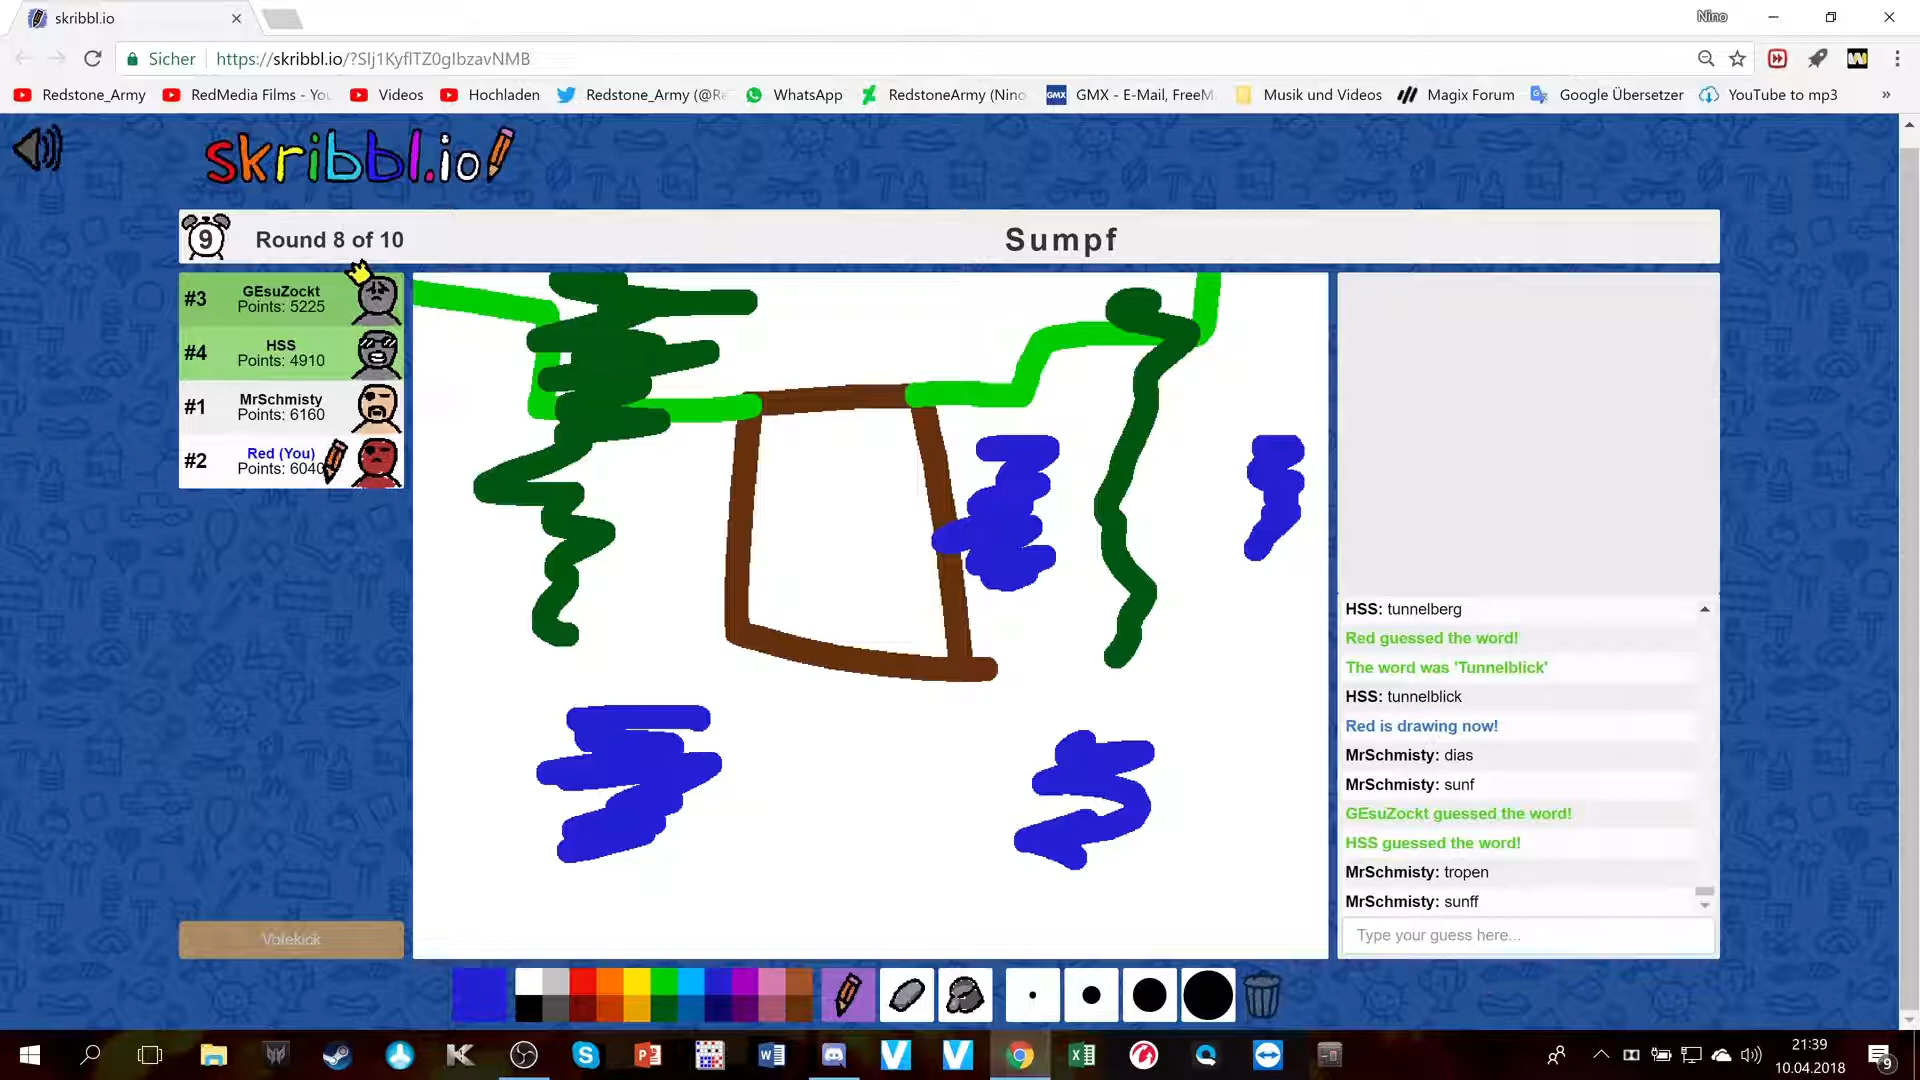 skribbl.io
Nino
Sicher
https://skribbl.io/?SIj1KyflTZ0gIbzavNMB
Redstone_Army
RedMedia Films - You
Videos
Hochladen
Redstone_Army (@Re
WhatsApp
RedstoneArmy (Nino
GMX - E-Mail, FreeM
Musik und Videos
Magix Forum
Google Übersetzer
YouTube to mp3
»
skribbl.io
9
Round 8 of 10
Sumpf
#3
GEsuZockt
Points: 5225
#4
HSS
Points: 4910
#1
MrSchmisty
Points: 6160
#2
Red (You)
Points: 6040
Votekick
HSS: tunnelberg
Red guessed the word!
The word was 'Tunnelblick'
HSS: tunnelblick
Red is drawing now!
MrSchmisty: dias
MrSchmisty: sunf
GEsuZockt guessed the word!
HSS guessed the word!
MrSchmisty: tropen
MrSchmisty: sunff
Type your guess here...
21:39
10.04.2018
9